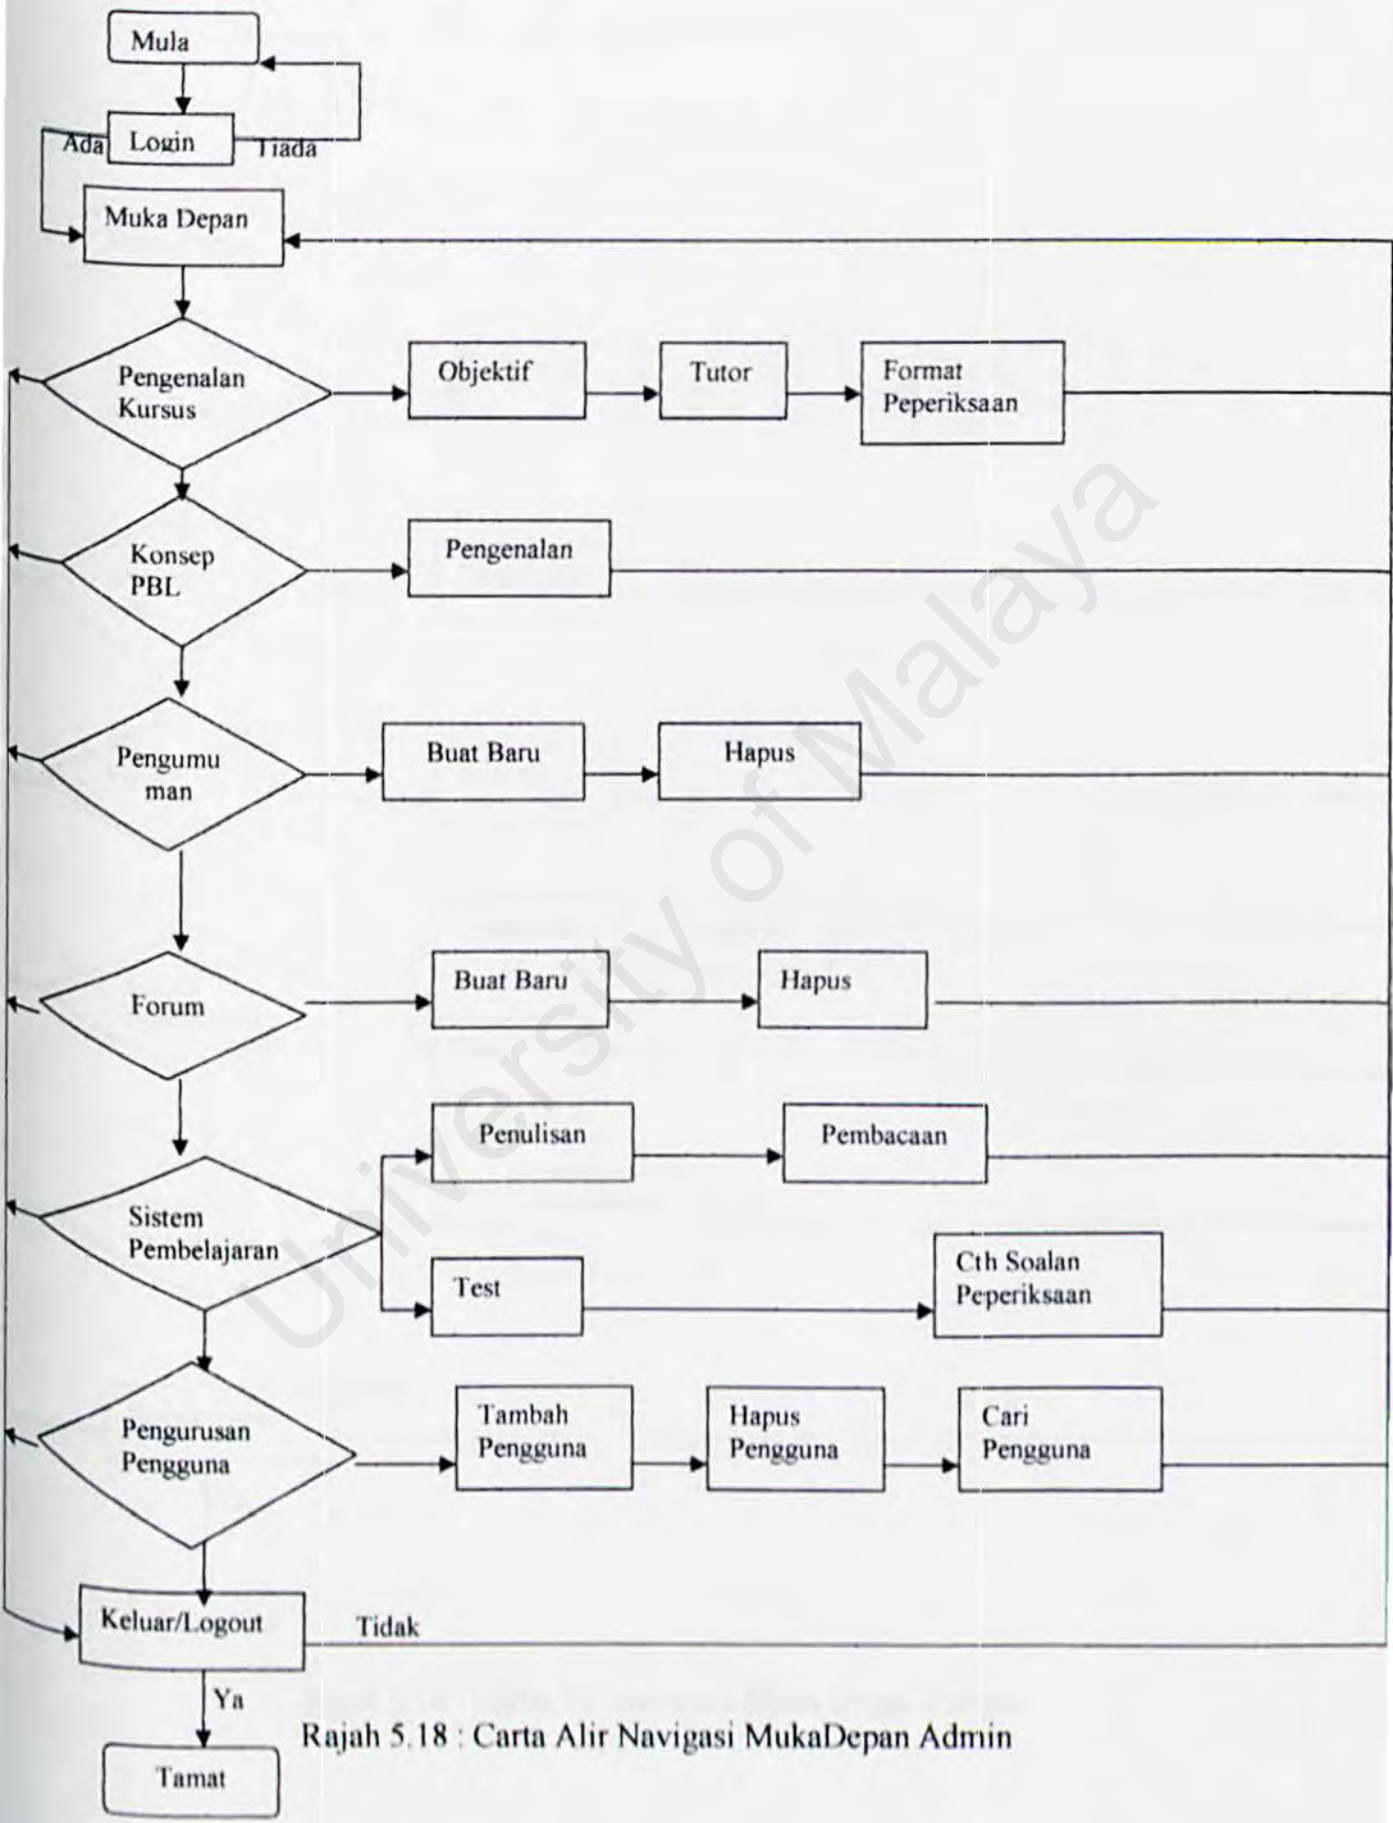 Mula
Ada
Login
Tiada
Muka Depan
Pengenalan
Kursus
Objektif
Tutor
Format
Peperiksaan
Konsep
PBL
Pengenalan
Pengumu
man
Buat Baru
Hapus
Forum
Buat Baru
Hapus
Sistem
Pembelajaran
Penulisan
Pembacaan
Test
Cth Soalan
Peperiksaan
Pengurusan
Pengguna
Tambah
Pengguna
Hapus
Pengguna
Cari
Pengguna
Keluar/Logout
Tidak
Ya
Tamat
Rajah 5.18 : Carta Alir Navigasi MukaDepan Admin
University of Malaya